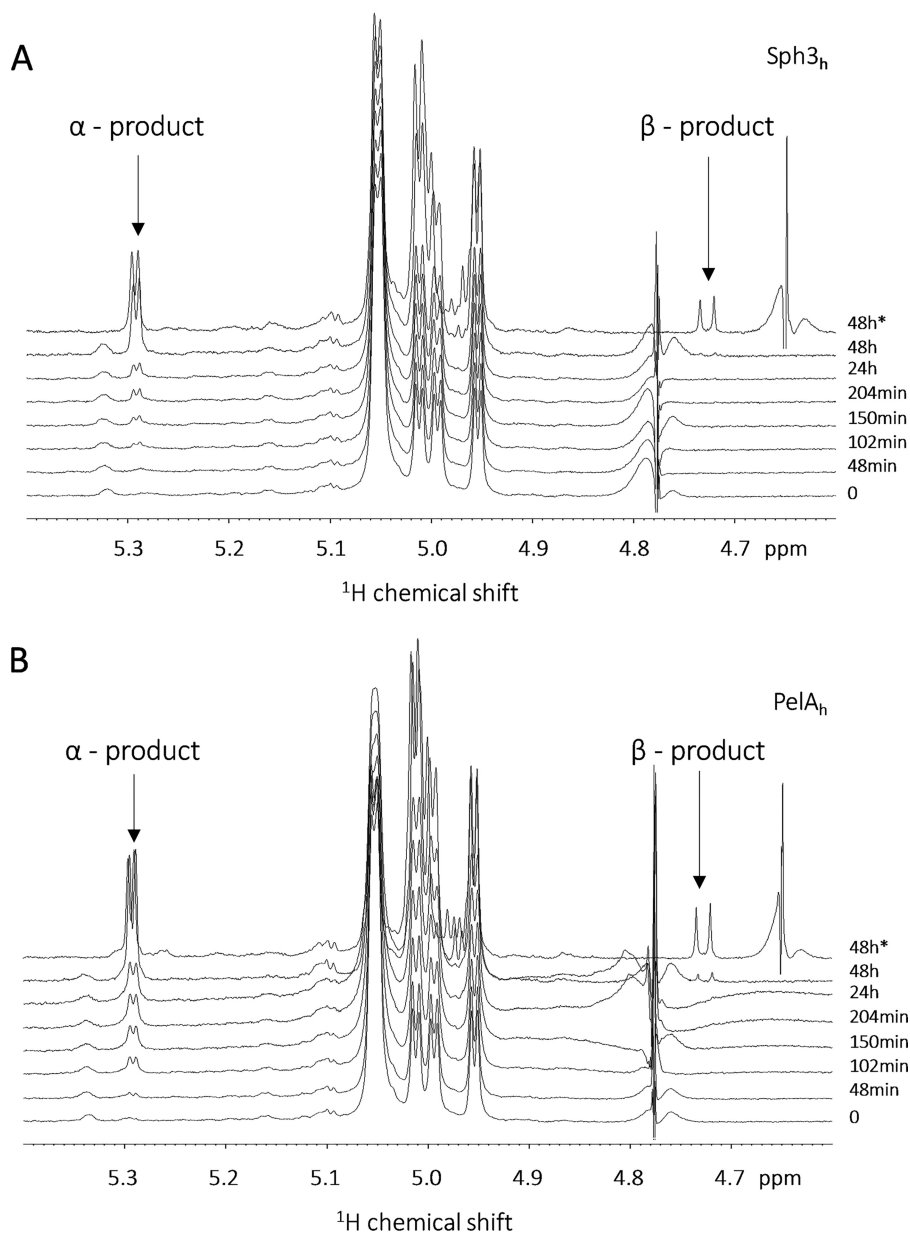 A
Sph3h
α - product
β - product
48h*
48h
24h
204min
150min
102min
48min
0
5.3 5.2 5.1 5.0 4.9 4.8 4.7 ppm
1H chemical shift
B
PelAh
α - product
β - product
48h*
48h
24h
204min
150min
102min
48min
0
5.3 5.2 5.1 5.0 4.9 4.8 4.7 ppm
1H chemical shift